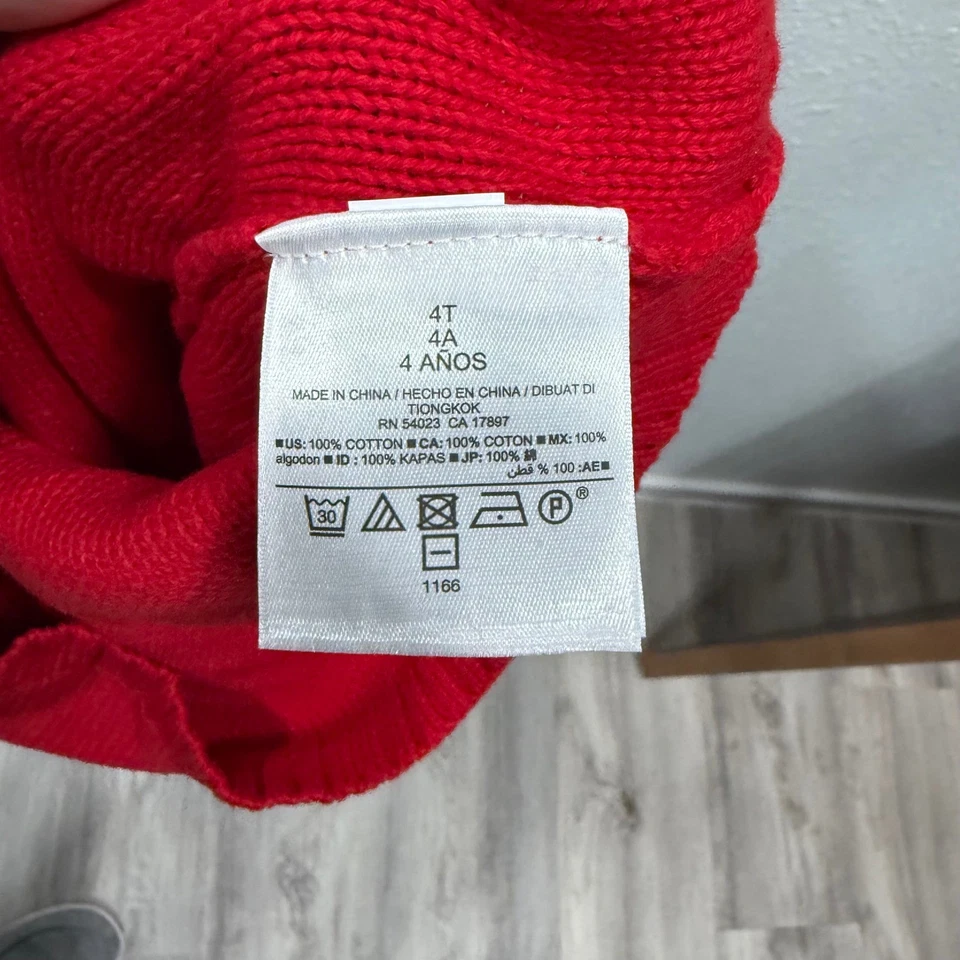 4T
4A
4 AÑOS
MADE IN CHINA / HECHO EN CHINA / DIBUAT DI
TIONGKOK
RN 54023 CA 17897
■US: 100% COTTON ■ CA: 100% COTON ■ MX: 100%
algodon ■ ID : 100% KAPAS ■ JP: 100% 綿
■AE: 100 % قطن
30 P ®
1166